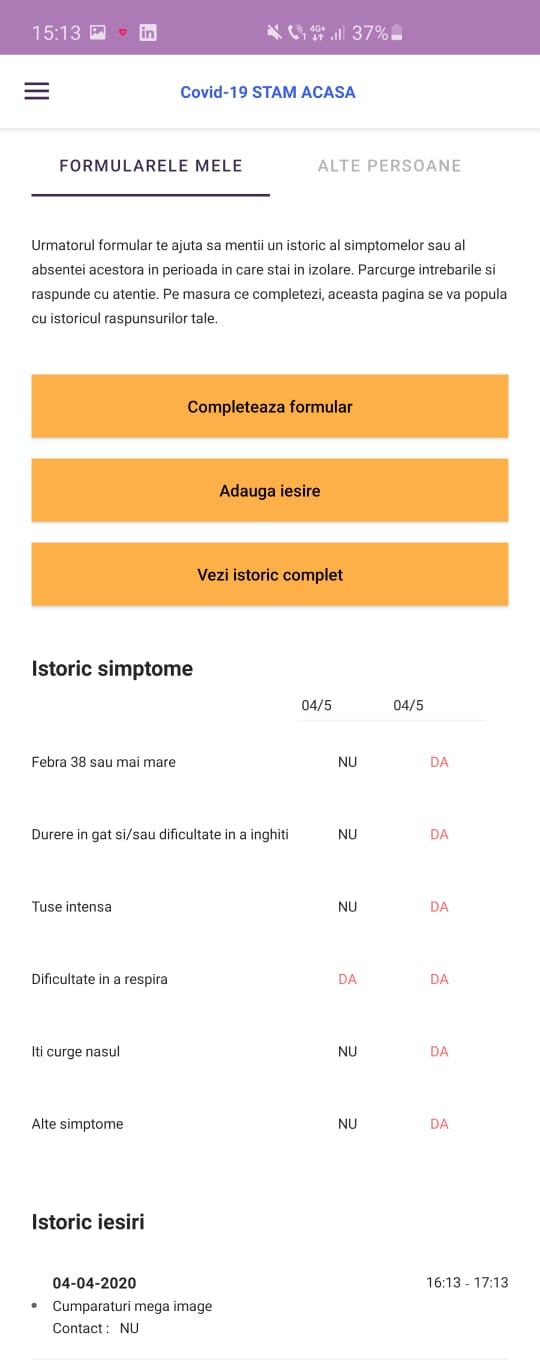 15:13 4G+ 37%
Covid-19 STAM ACASA
FORMULARELE MELE ALTE PERSOANE
Urmatorul formular te ajuta sa mentii un istoric al simptomelor sau al
absentei acestora in perioada in care stai in izolare. Parcurge intrebarile si
raspunde cu atentie. Pe masura ce completezi, aceasta pagina se va popula
cu istoricul raspunsurilor tale.
Completeaza formular
Adauga iesire
Vezi istoric complet
Istoric simptome
04/5 04/5
Febra 38 sau mai mare NU DA
Durere in gat si/sau dificultate in a inghiti NU DA
Tuse intensa NU DA
Dificultate in a respira DA DA
Iti curge nasul NU DA
Alte simptome NU DA
Istoric iesiri
04-04-2020 16:13 - 17:13
• Cumparaturi mega image
Contact : NU